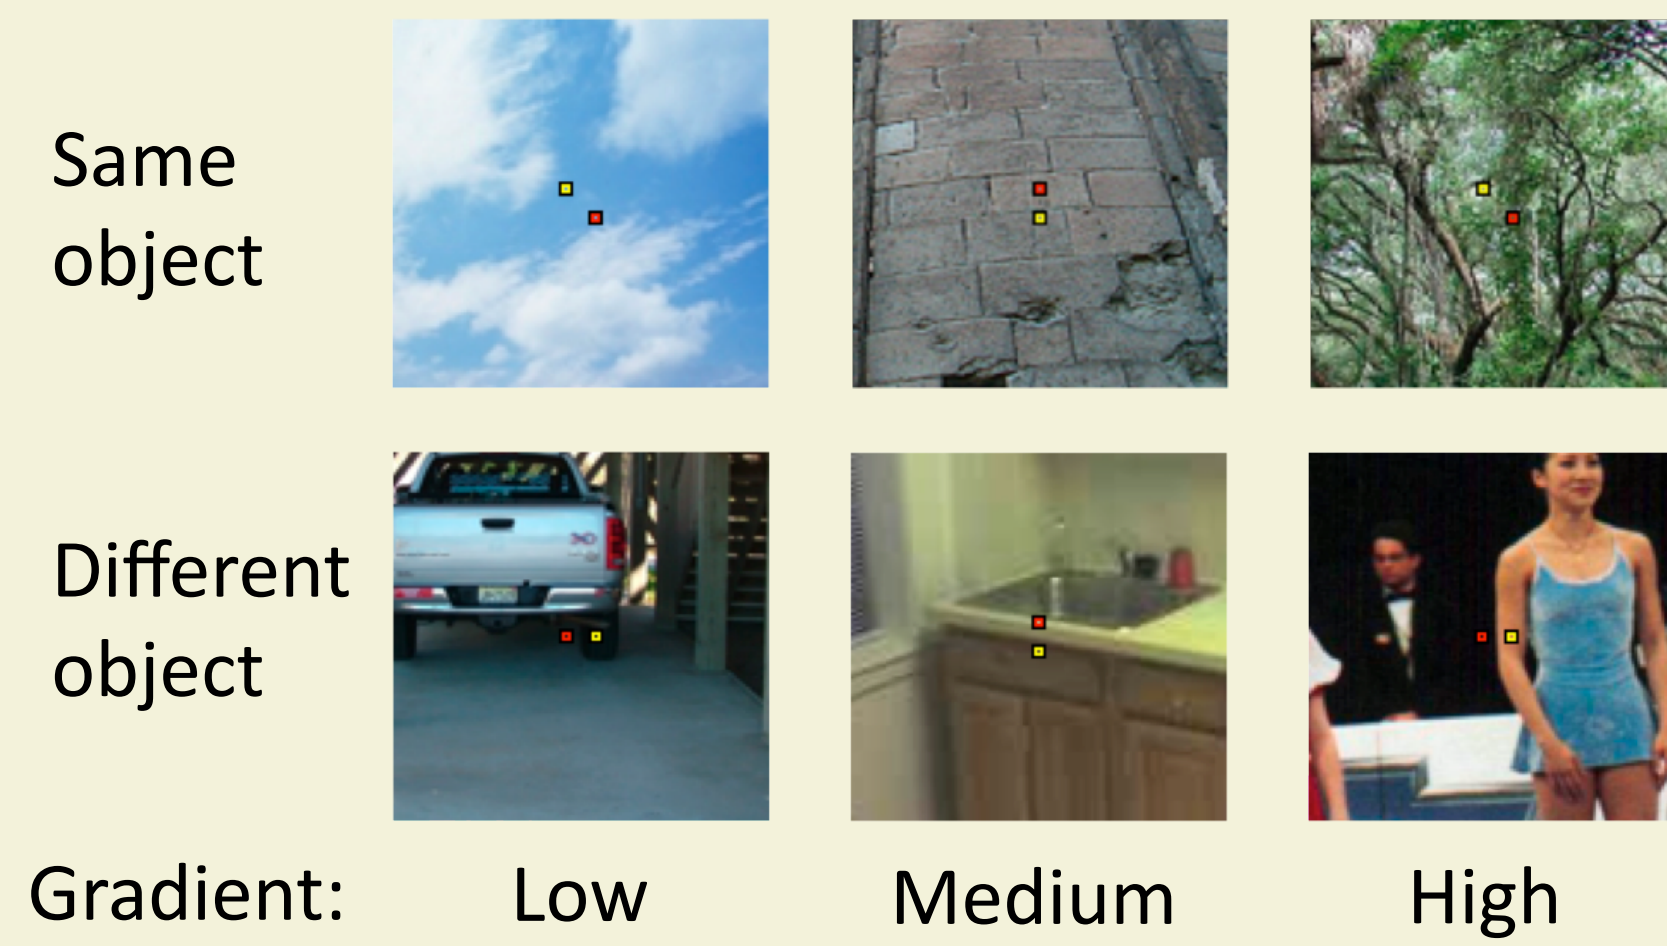 Same
object
Different
object
Gradient:
Low
Medium
High